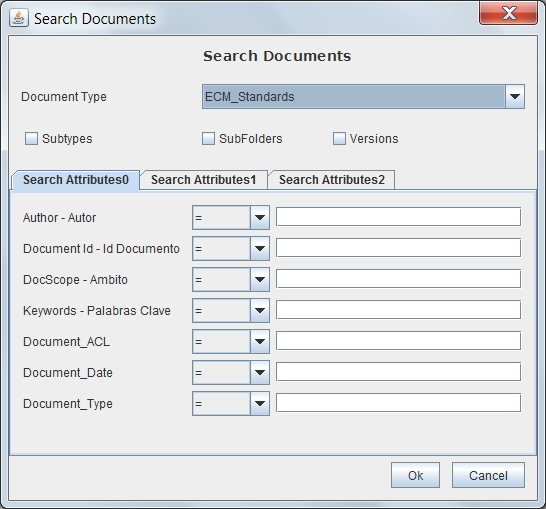 Search Documents
Search Documents
Document Type ECM_Standards
Subtypes SubFolders Versions
Search Attributes0 Search Attributes1 Search Attributes2
Author - Autor =
Document Id - Id Documento =
DocScope - Ambito =
Keywords - Palabras Clave =
Document_ACL =
Document_Date =
Document_Type =
Ok Cancel